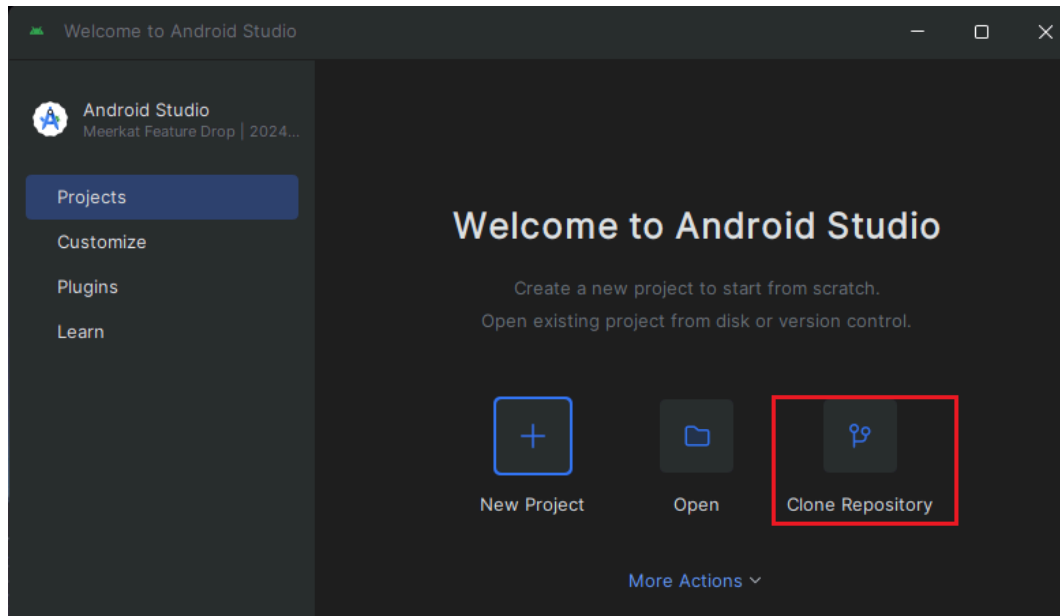 Welcome to Android Studio
Android Studio
Meerkat Feature Drop | 2024...
Projects
Customize
Plugins
Learn
Welcome to Android Studio
Create a new project to start from scratch.
Open existing project from disk or version control.
New Project
Open
Clone Repository
More Actions